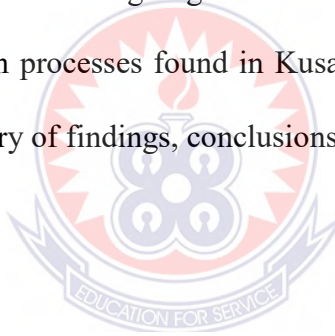 n processes found in Kusa
ry of findings, conclusions
EDUCATION FOR SERVICE